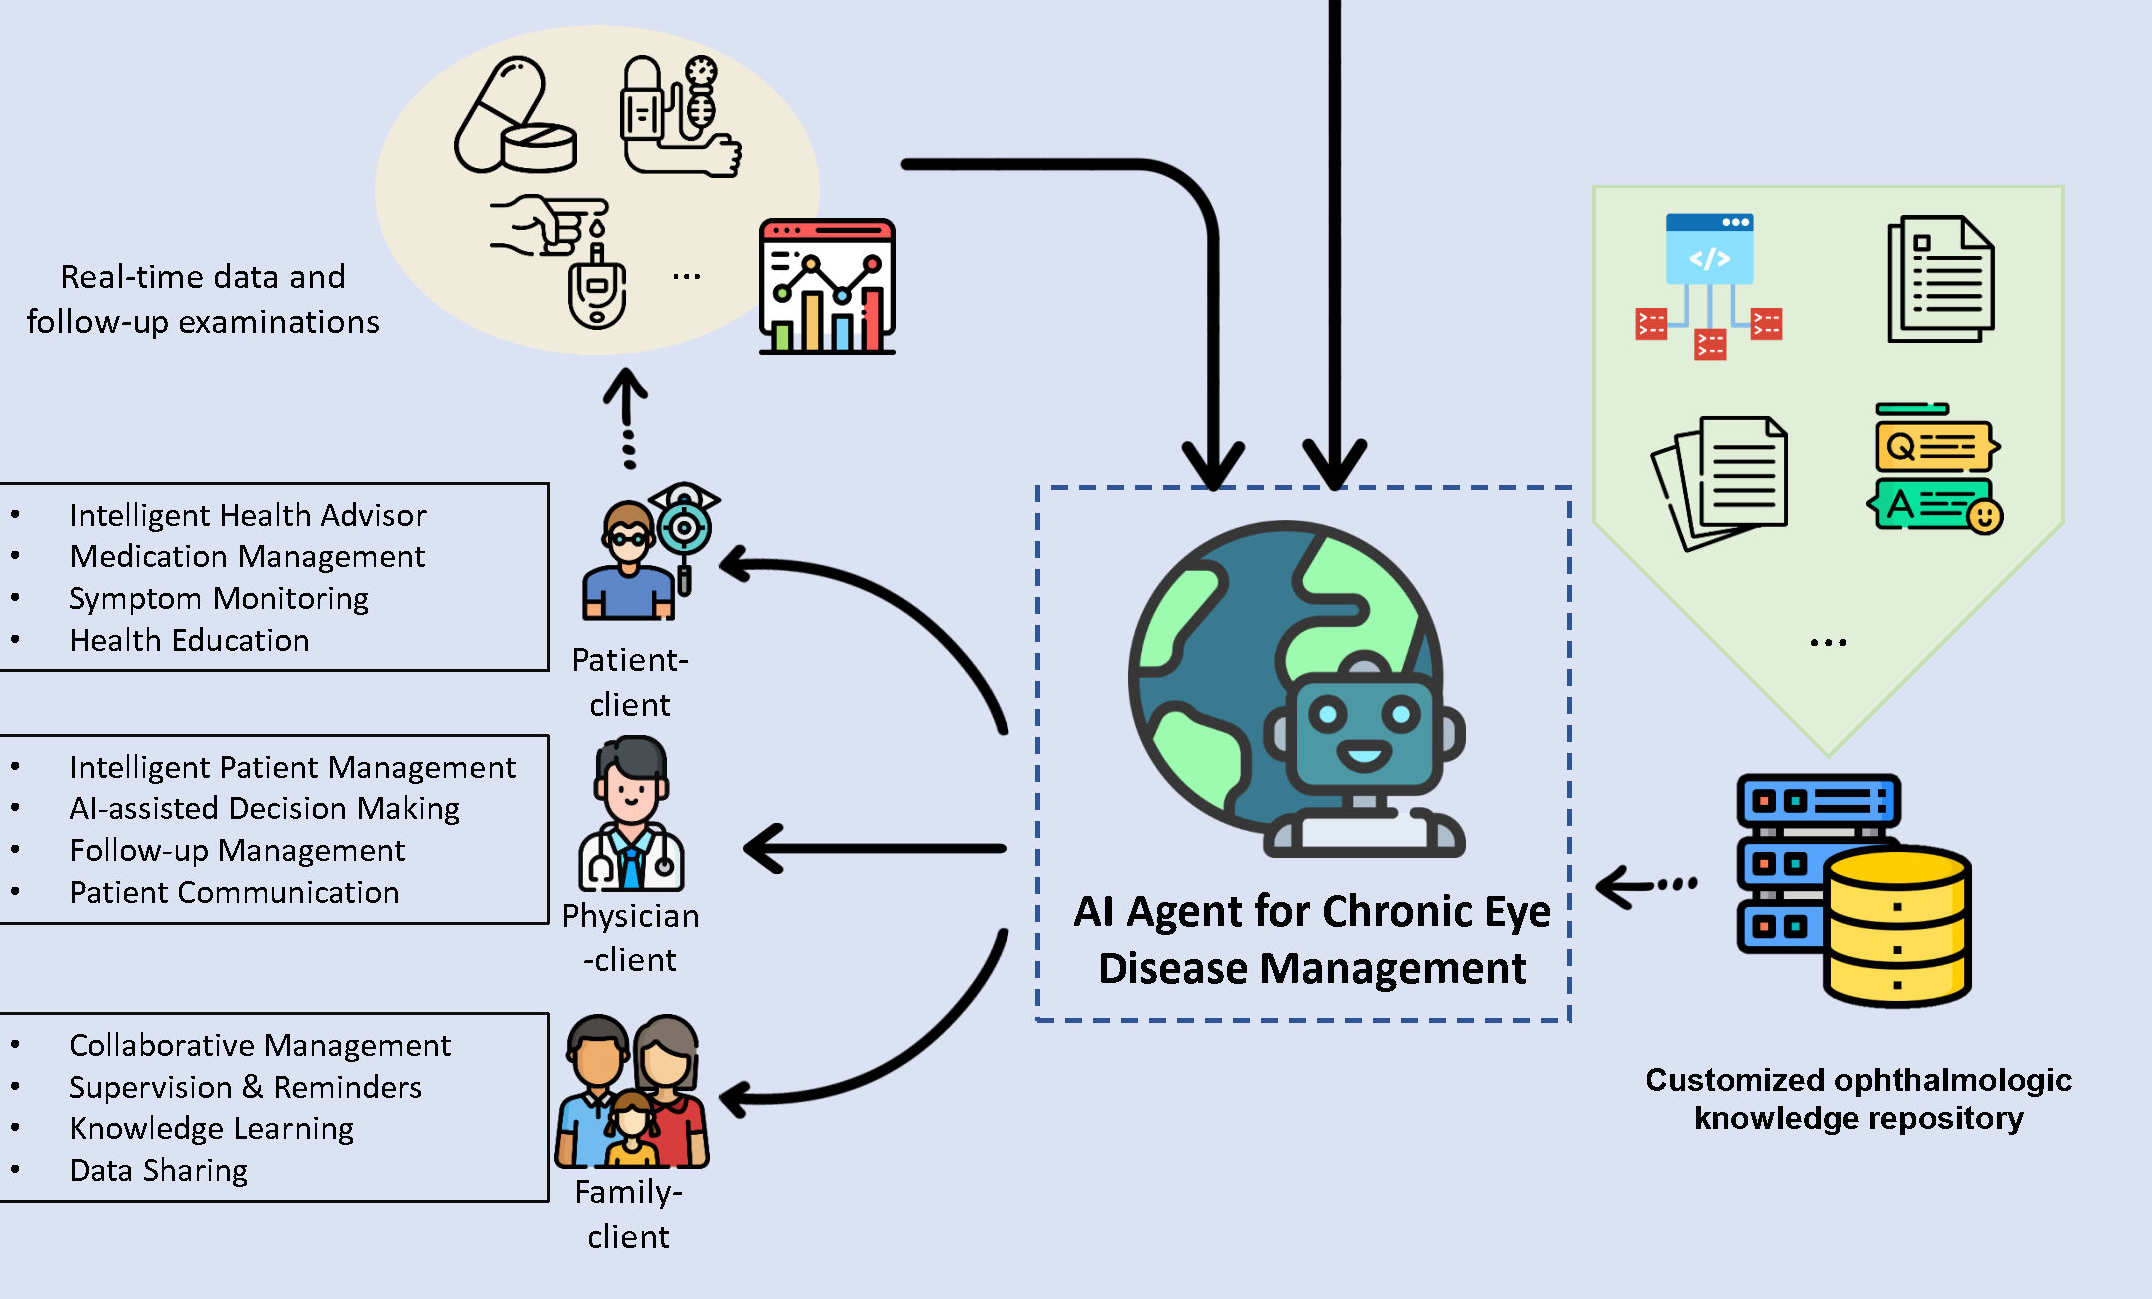 Real-time data and
follow-up examinations
...
</>
Q
A
...
• Intelligent Health Advisor
• Medication Management
• Symptom Monitoring
• Health Education
Patient-
client
• Intelligent Patient Management
• AI-assisted Decision Making
• Follow-up Management
• Patient Communication
Physician
-client
• Collaborative Management
• Supervision & Reminders
• Knowledge Learning
• Data Sharing
Family-
client
AI Agent for Chronic Eye
Disease Management
Customized ophthalmologic
knowledge repository